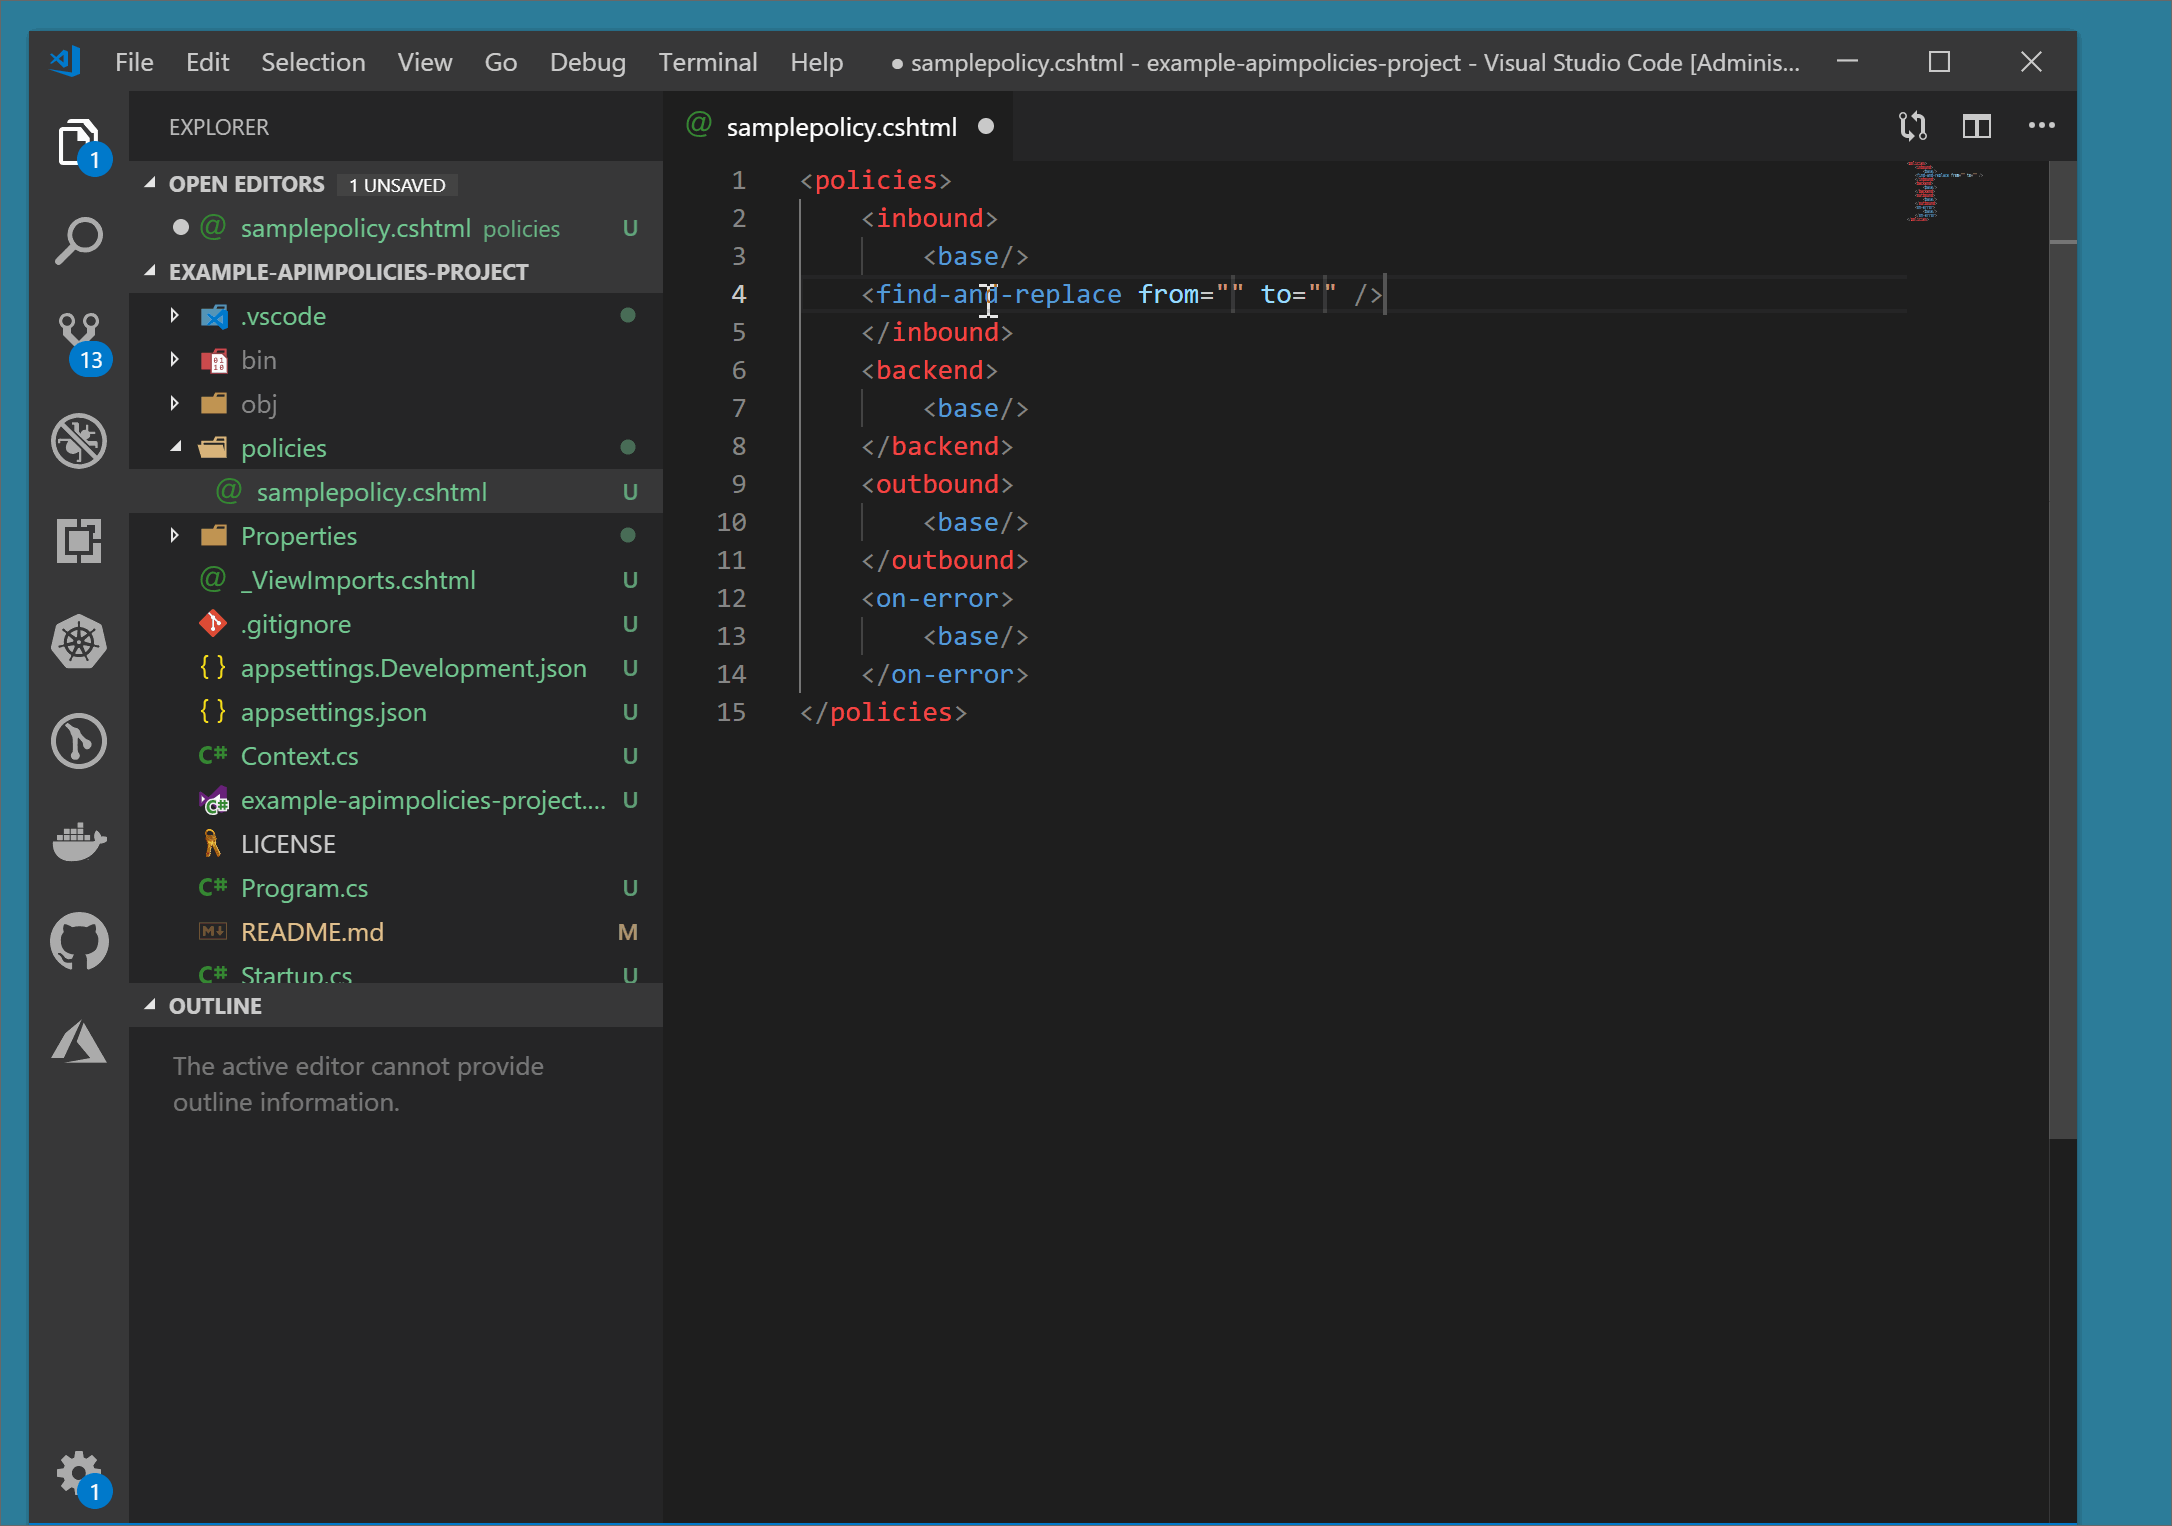 File Edit Selection View Go Debug Terminal Help ● samplepolicy.cshtml - example-apimpolicies-project - Visual Studio Code [Adminis...
EXPLORER
1
13
1
OPEN EDITORS 1 UNSAVED
samplepolicy.cshtml policies U
EXAMPLE-APIMPOLICIES-PROJECT
.vscode
bin
obj
policies
@ samplepolicy.cshtml U
Properties
@ _ViewImports.cshtml U
.gitignore U
{ } appsettings.Development.json U
{ } appsettings.json U
C# Context.cs U
C# example-apimpolicies-project.... U
LICENSE
C# Program.cs U
M↓ README.md M
C# Startup.cs U
OUTLINE
The active editor cannot provide
outline information.
@ samplepolicy.cshtml ●
1 <policies>
2 <inbound>
3 <base/>
4 <find-and-replace from="" to="" />
5 </inbound>
6 <backend>
7 <base/>
8 </backend>
9 <outbound>
10 <base/>
11 </outbound>
12 <on-error>
13 <base/>
14 </on-error>
15 </policies>